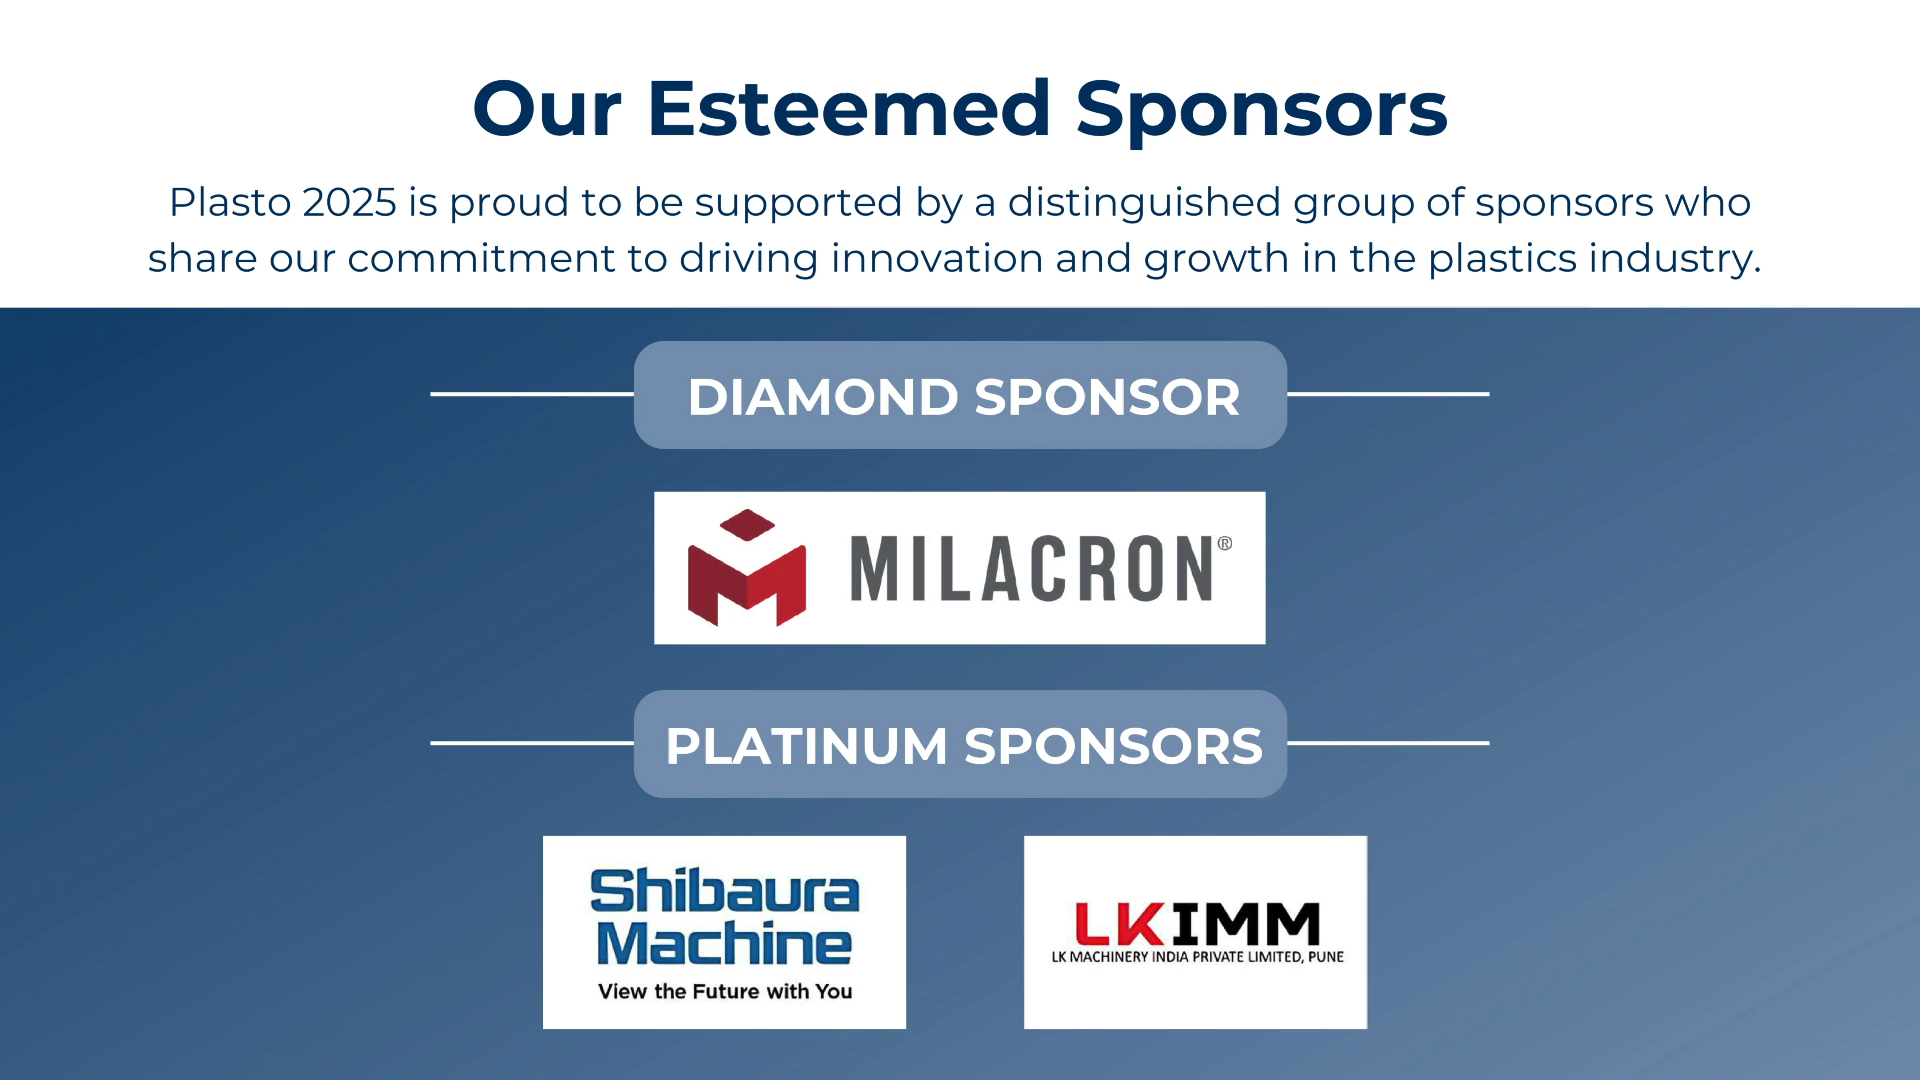 Our Esteemed Sponsors
Plasto 2025 is proud to be supported by a distinguished group of sponsors who
share our commitment to driving innovation and growth in the plastics industry.
DIAMOND SPONSOR
MILACRON®
PLATINUM SPONSORS
Shibaura
Machine
View the Future with You
LKIMM
LK MACHINERY INDIA PRIVATE LIMITED, PUNE